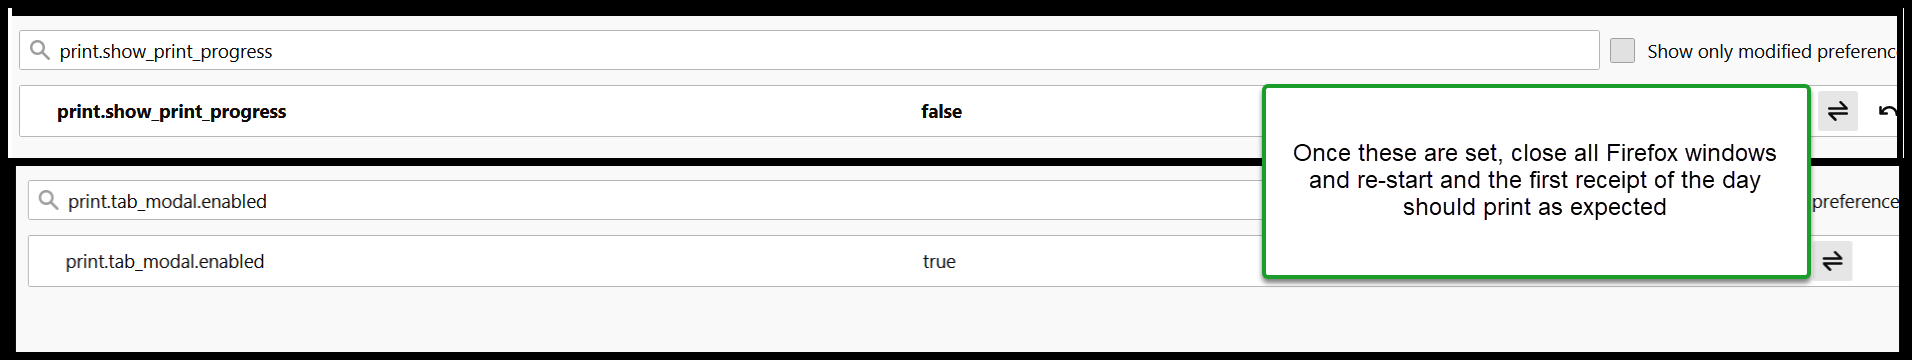 print.show_print_progress
Show only modified preferenc
print.show_print_progress false
Once these are set, close all Firefox windows
and re-start and the first receipt of the day
should print as expected
print.tab_modal.enabled
preference
print.tab_modal.enabled true